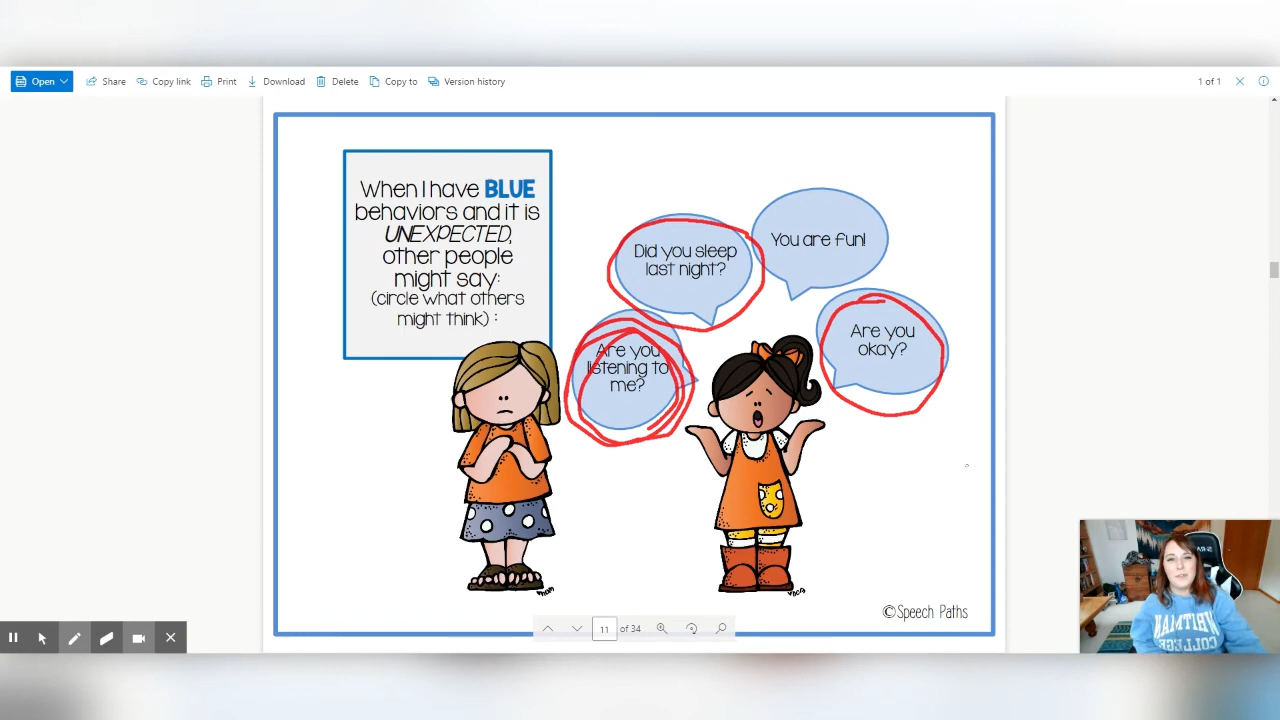 Open
Share
Copy link
Print
Download
Delete
Copy to
Version history
1 of 1
When I have BLUE
behaviors and it is
UNEXPECTED,
other people
might say:
(circle what others
might think) :
Did you sleep
last night?
You are fun!
Are you
listening to
me?
Are you
okay?
©Speech Paths
11 of 34
WHITMAN
COLLEGE